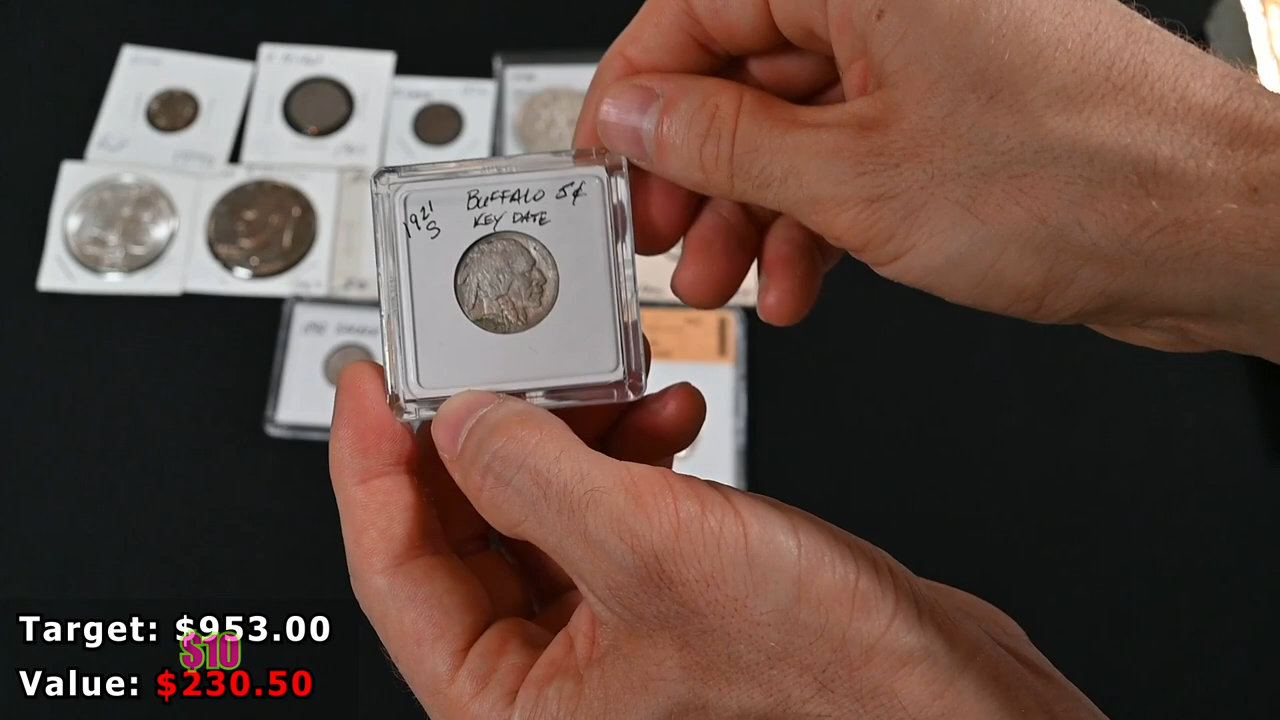 BUFFALO 5¢
KEY DATE
1921
S
Target: $953.00
$10
Value: $230.50